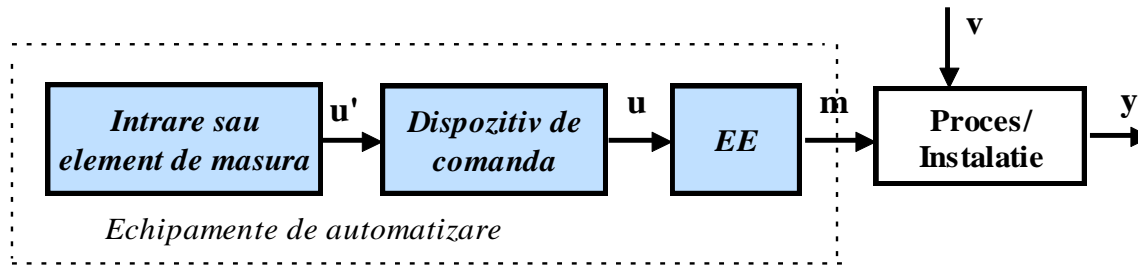 v
Intrare sau
element de masura
u'
Dispozitiv de
comanda
u
EE
m
Proces/
Instalatie
y
Echipamente de automatizare